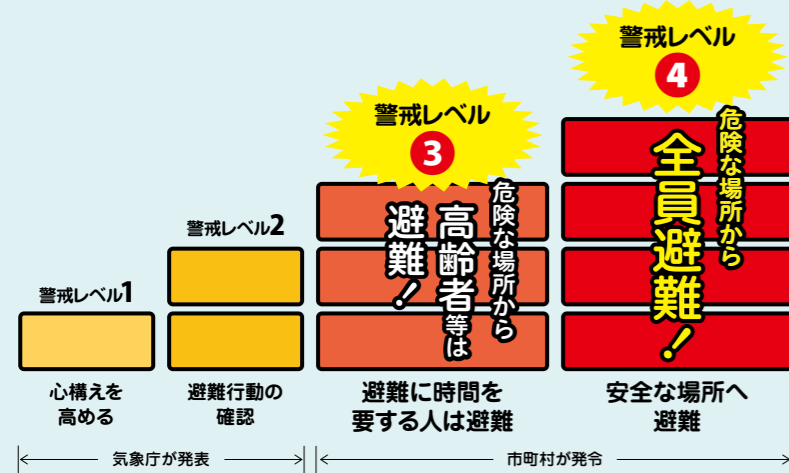 警戒レベル1
心構えを
高める
警戒レベル2
避難行動の
確認
警戒レベル
3
危険な場所から
高齢者等は
避難！
避難に時間を
要する人は避難
警戒レベル
4
危険な場所から
全員避難！
安全な場所へ
避難
気象庁が発表
市町村が発令